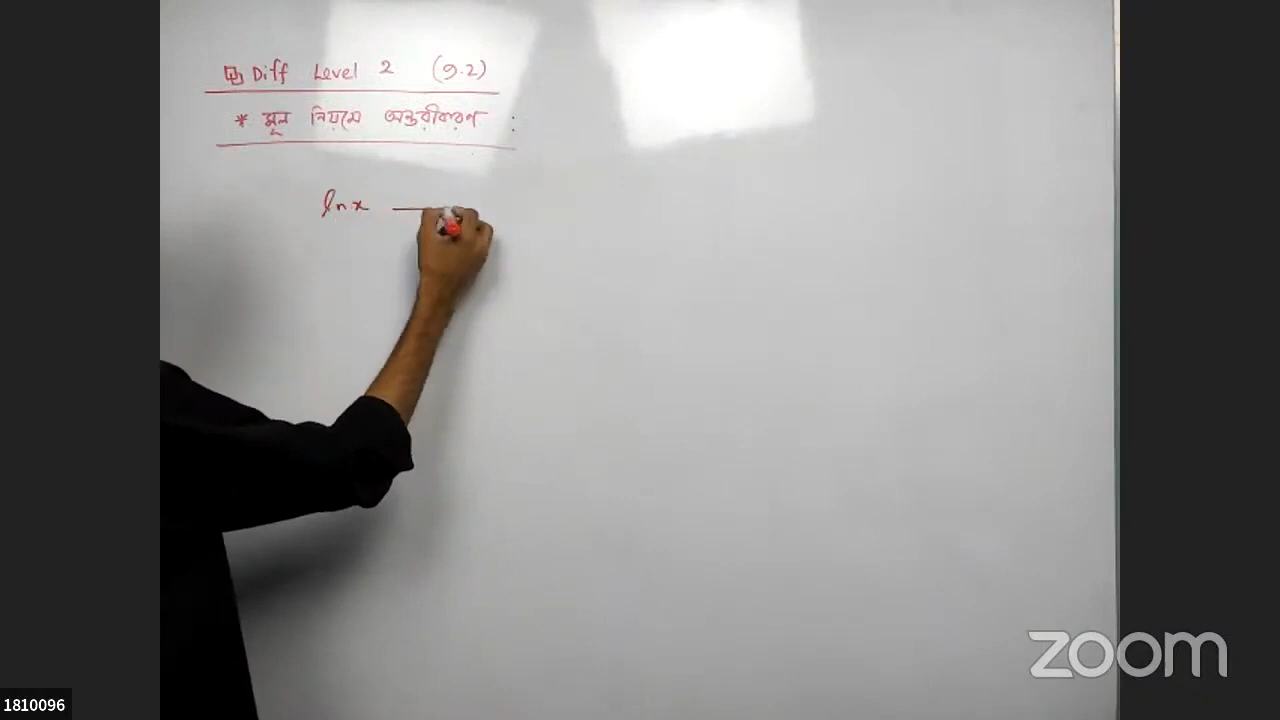 Diff Level 2 (9.2)
* মূল নিয়মে অন্তরীকরণ :
ln x
zoom
1810096